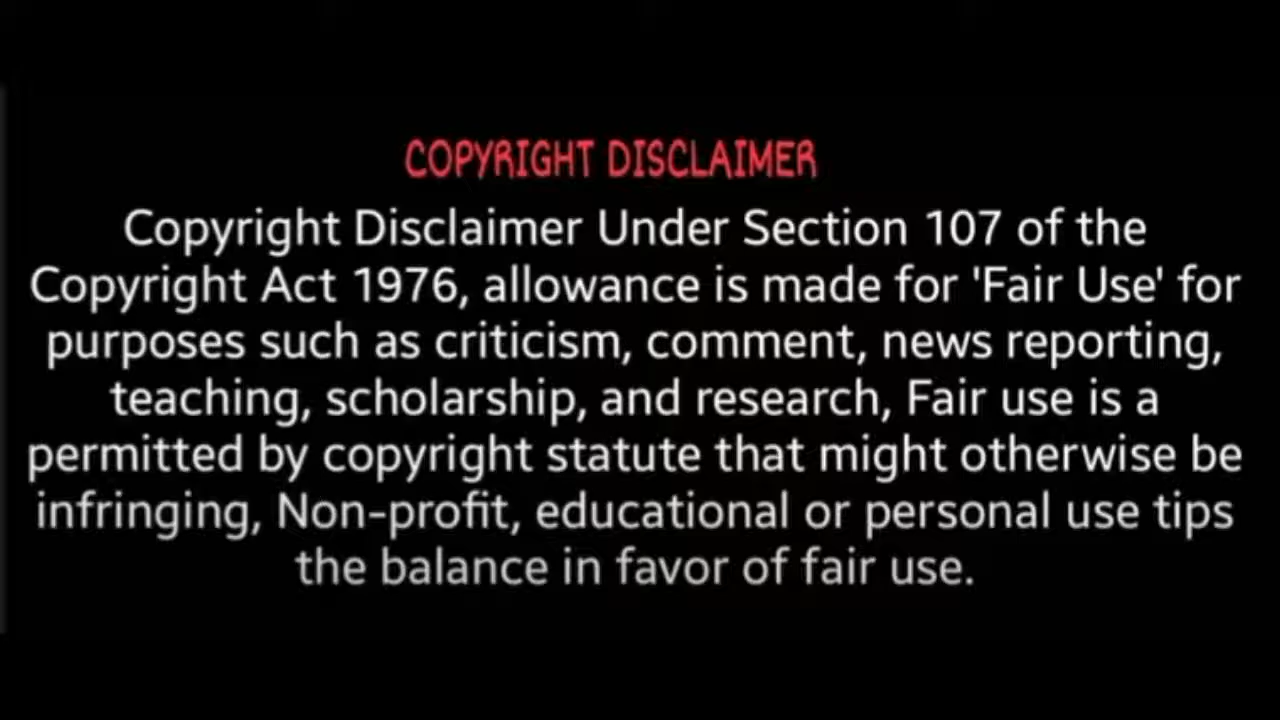 COPYRIGHT DISCLAIMER
Copyright Disclaimer Under Section 107 of the
Copyright Act 1976, allowance is made for 'Fair Use' for
purposes such as criticism, comment, news reporting,
teaching, scholarship, and research, Fair use is a
permitted by copyright statute that might otherwise be
infringing, Non-profit, educational or personal use tips
the balance in favor of fair use.